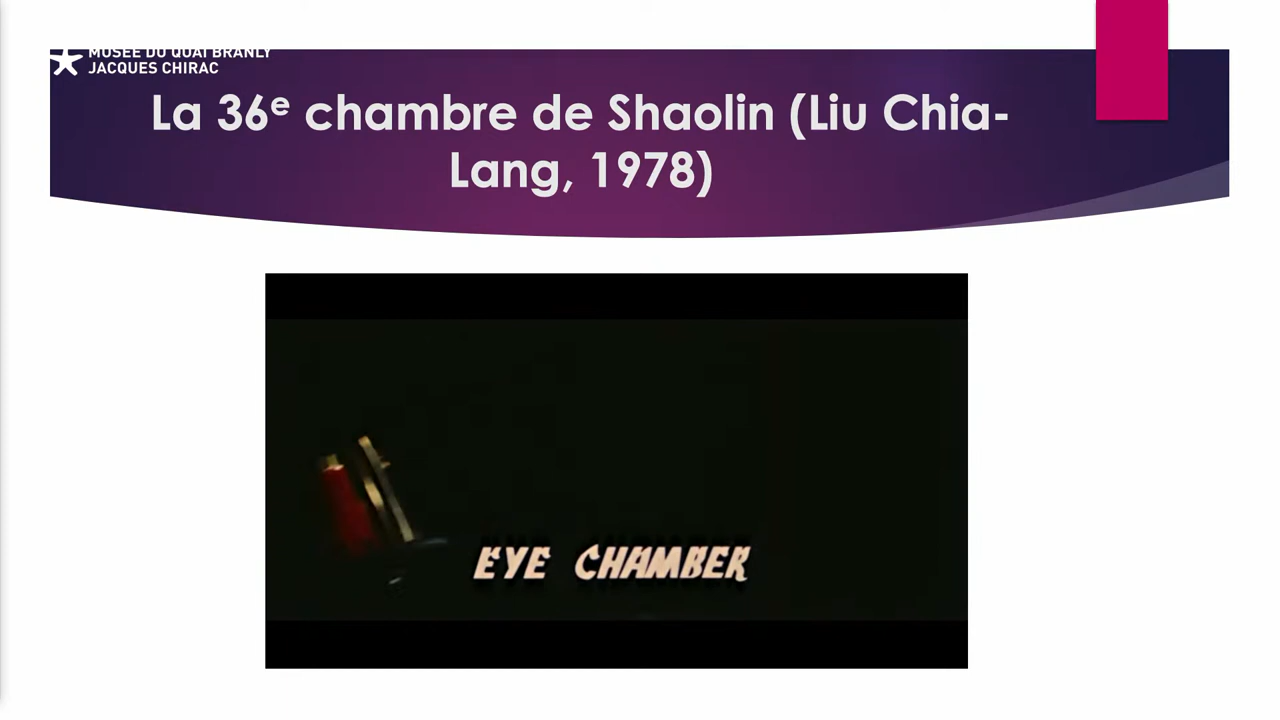 MUSÉE DU QUAI BRANLY
JACQUES CHIRAC
La 36e chambre de Shaolin (Liu Chia-
Lang, 1978)
EYE CHAMBER